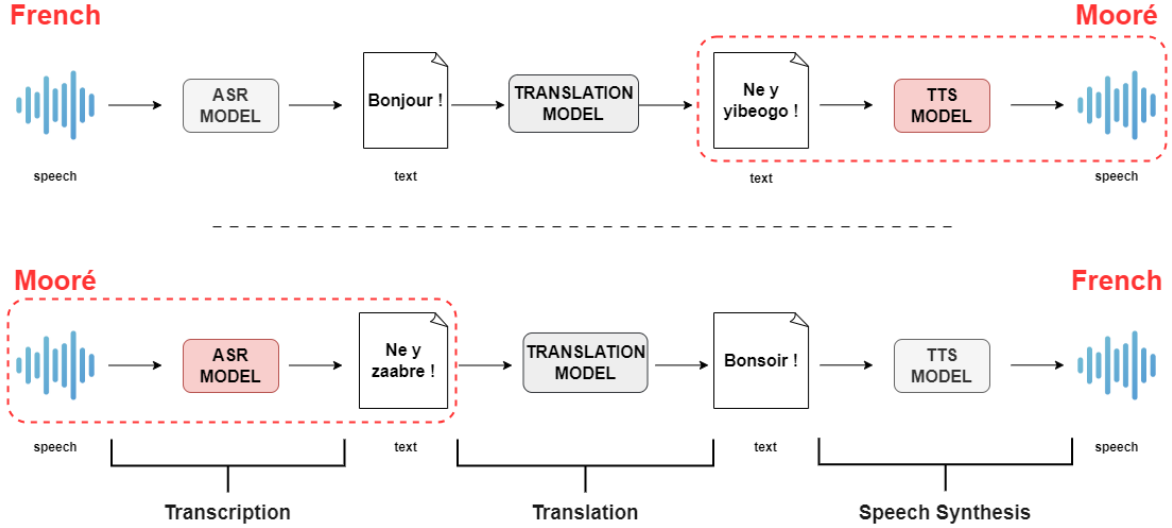 French
Mooré
ASR
MODEL
Bonjour !
TRANSLATION
MODEL
Ne y
yibeogo !
TTS
MODEL
speech
text
text
speech
Mooré
French
ASR
MODEL
Ne y
zaabre !
TRANSLATION
MODEL
Bonsoir !
TTS
MODEL
speech
text
text
speech
Transcription
Translation
Speech Synthesis